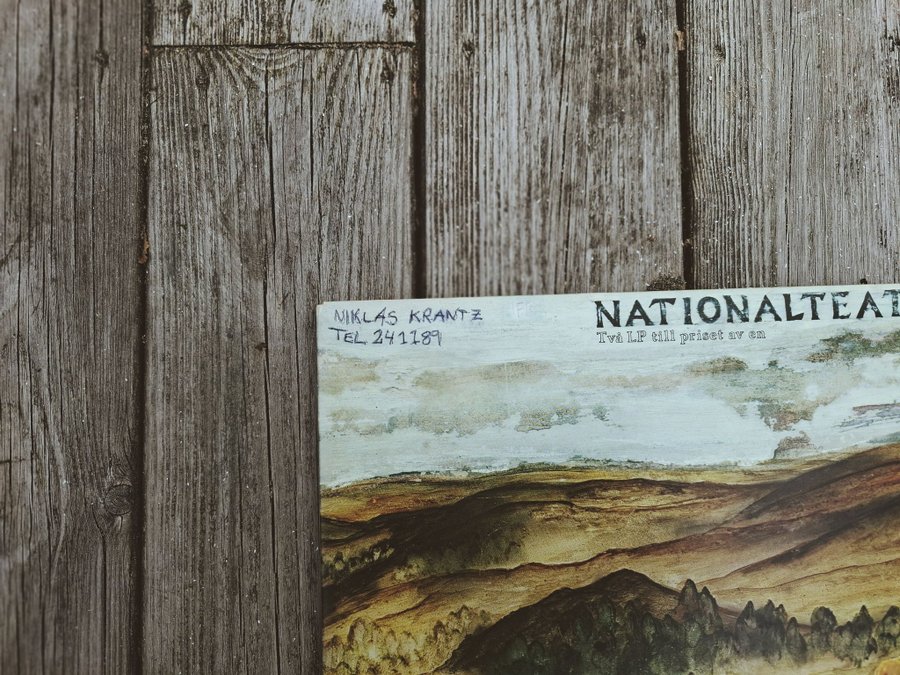 NIKLAS KRANTZ
TEL 241189
NATIONALTEAT
Två LP till priset av en